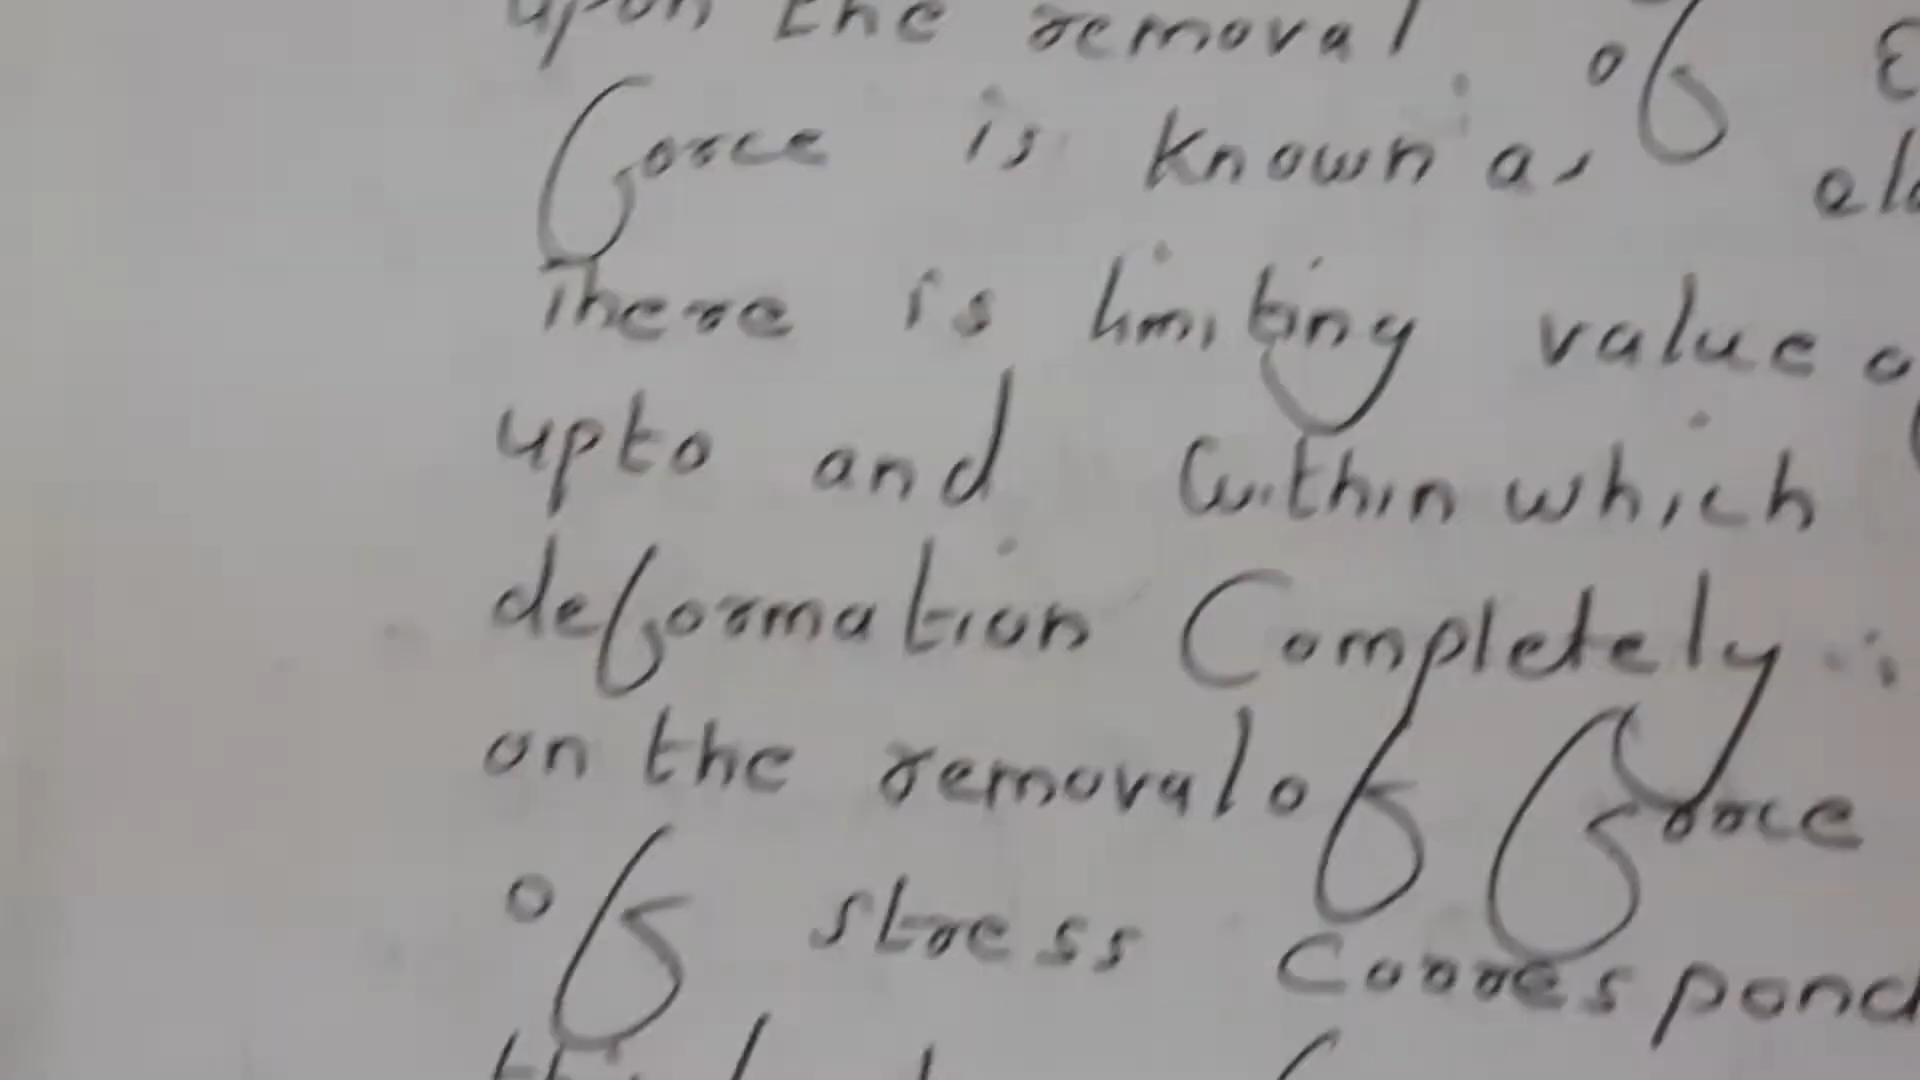 upon the removal of
force is known as
There is limiting value
upto and within which
deformation Completely
on the removal of force
of stress Correspond